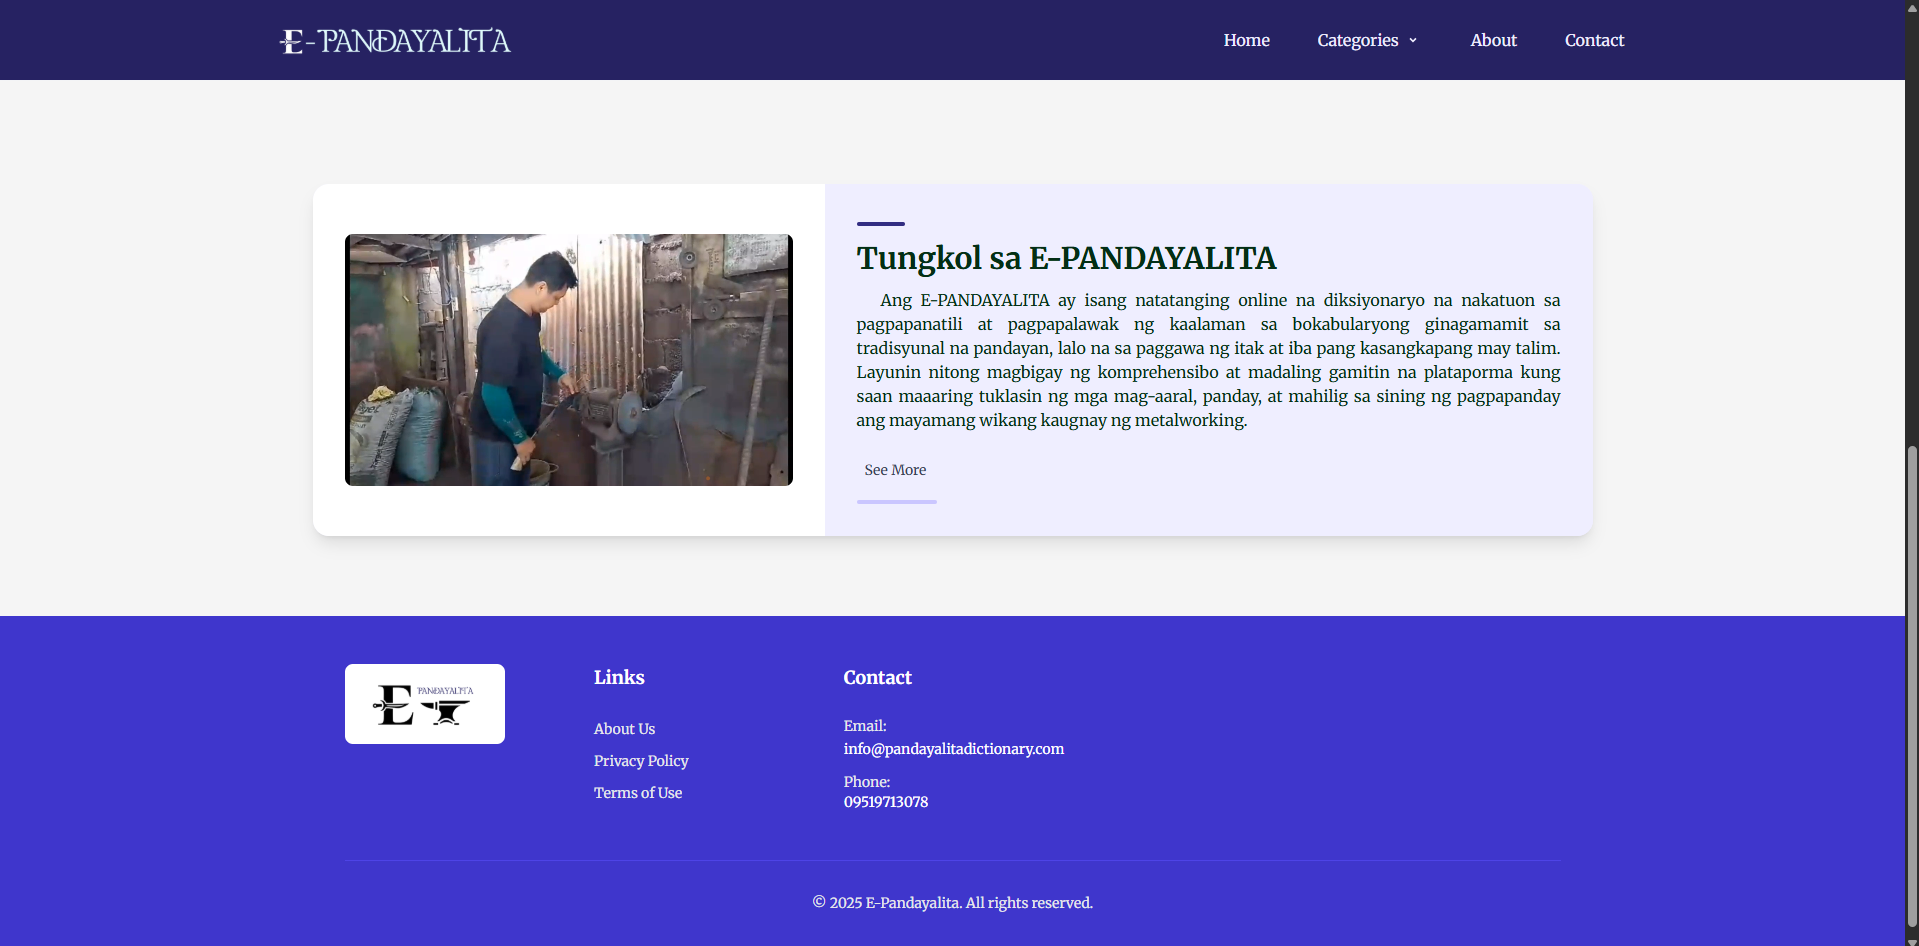 E-PANDAYALITA
Home Categories About Contact
Tungkol sa E-PANDAYALITA
Ang E-PANDAYALITA ay isang natatanging online na diksiyonaryo na nakatuon sa
pagpapanatili at pagpapalawak ng kaalaman sa bokabularyong ginagamamit sa
tradisyunal na pandayan, lalo na sa paggawa ng itak at iba pang kasangkapang may talim.
Layunin nitong magbigay ng komprehensibo at madaling gamitin na plataporma kung
saan maaaring tuklasin ng mga mag-aaral, panday, at mahilig sa sining ng pagpapanday
ang mayamang wikang kaugnay ng metalworking.
See More
E PANDAYALITA
Links
About Us
Privacy Policy
Terms of Use
Contact
Email:
info@pandayalitadictionary.com
Phone:
09519713078
© 2025 E-Pandayalita. All rights reserved.